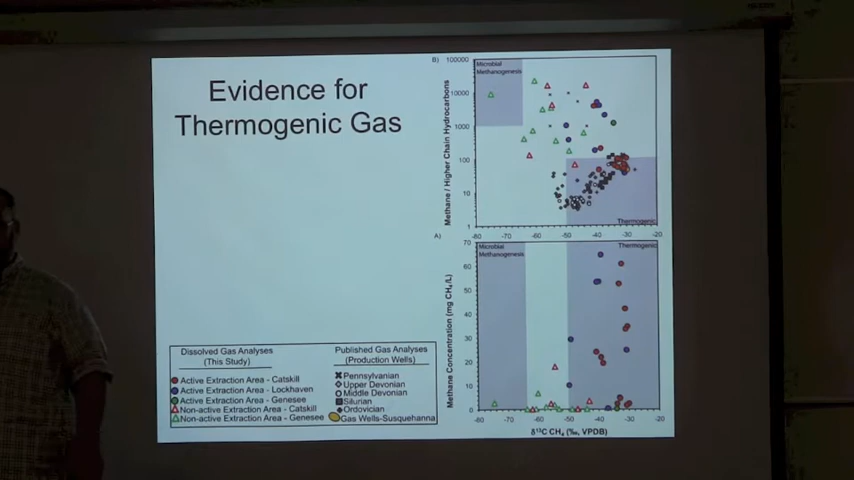 Evidence for
Thermogenic Gas
B)
Microbial
Methanogenesis
Methane / Higher Chain Hydrocarbons
100000
10000
1000
100
10
1
Thermogenic
-80 -70 -60 -50 -40 -30 -20
A)
Microbial
Methanogenesis
Thermogenic
Methane Concentration (mg CH₄/L)
70
60
50
40
30
20
10
0
-80 -70 -60 -50 -40 -30 -20
δ¹³C CH₄ (‰, VPDB)
Dissolved Gas Analyses
(This Study)
Active Extraction Area - Catskill
Active Extraction Area - Lockhaven
Active Extraction Area - Genesee
Non-active Extraction Area - Catskill
Non-active Extraction Area - Genesee
Published Gas Analyses
(Production Wells)
Pennsylvanian
Upper Devonian
Middle Devonian
Silurian
Ordovician
Gas Wells-Susquehanna